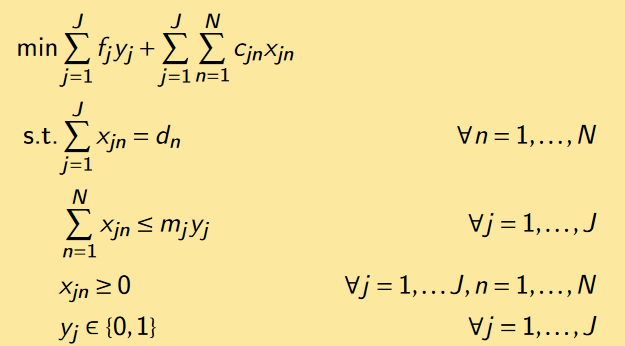 min ∑_{j=1}^{J} f_j y_j + ∑_{j=1}^{J} ∑_{n=1}^{N} c_{jn} x_{jn}
s.t. ∑_{j=1}^{J} x_{jn} = d_n ∀n = 1,…,N
∑_{n=1}^{N} x_{jn} ≤ m_j y_j ∀j = 1,…,J
x_{jn} ≥ 0 ∀j = 1,…J, n = 1,…,N
y_j ∈ {0,1} ∀j = 1,…,J